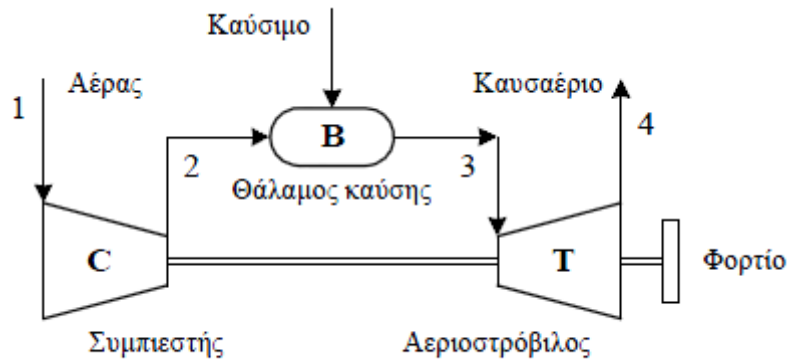 Καύσιμο
Αέρας
Καυσαέριο
1
4
B
2
3
Θάλαμος καύσης
C
T
Φορτίο
Συμπιεστής
Αεριοστρόβιλος